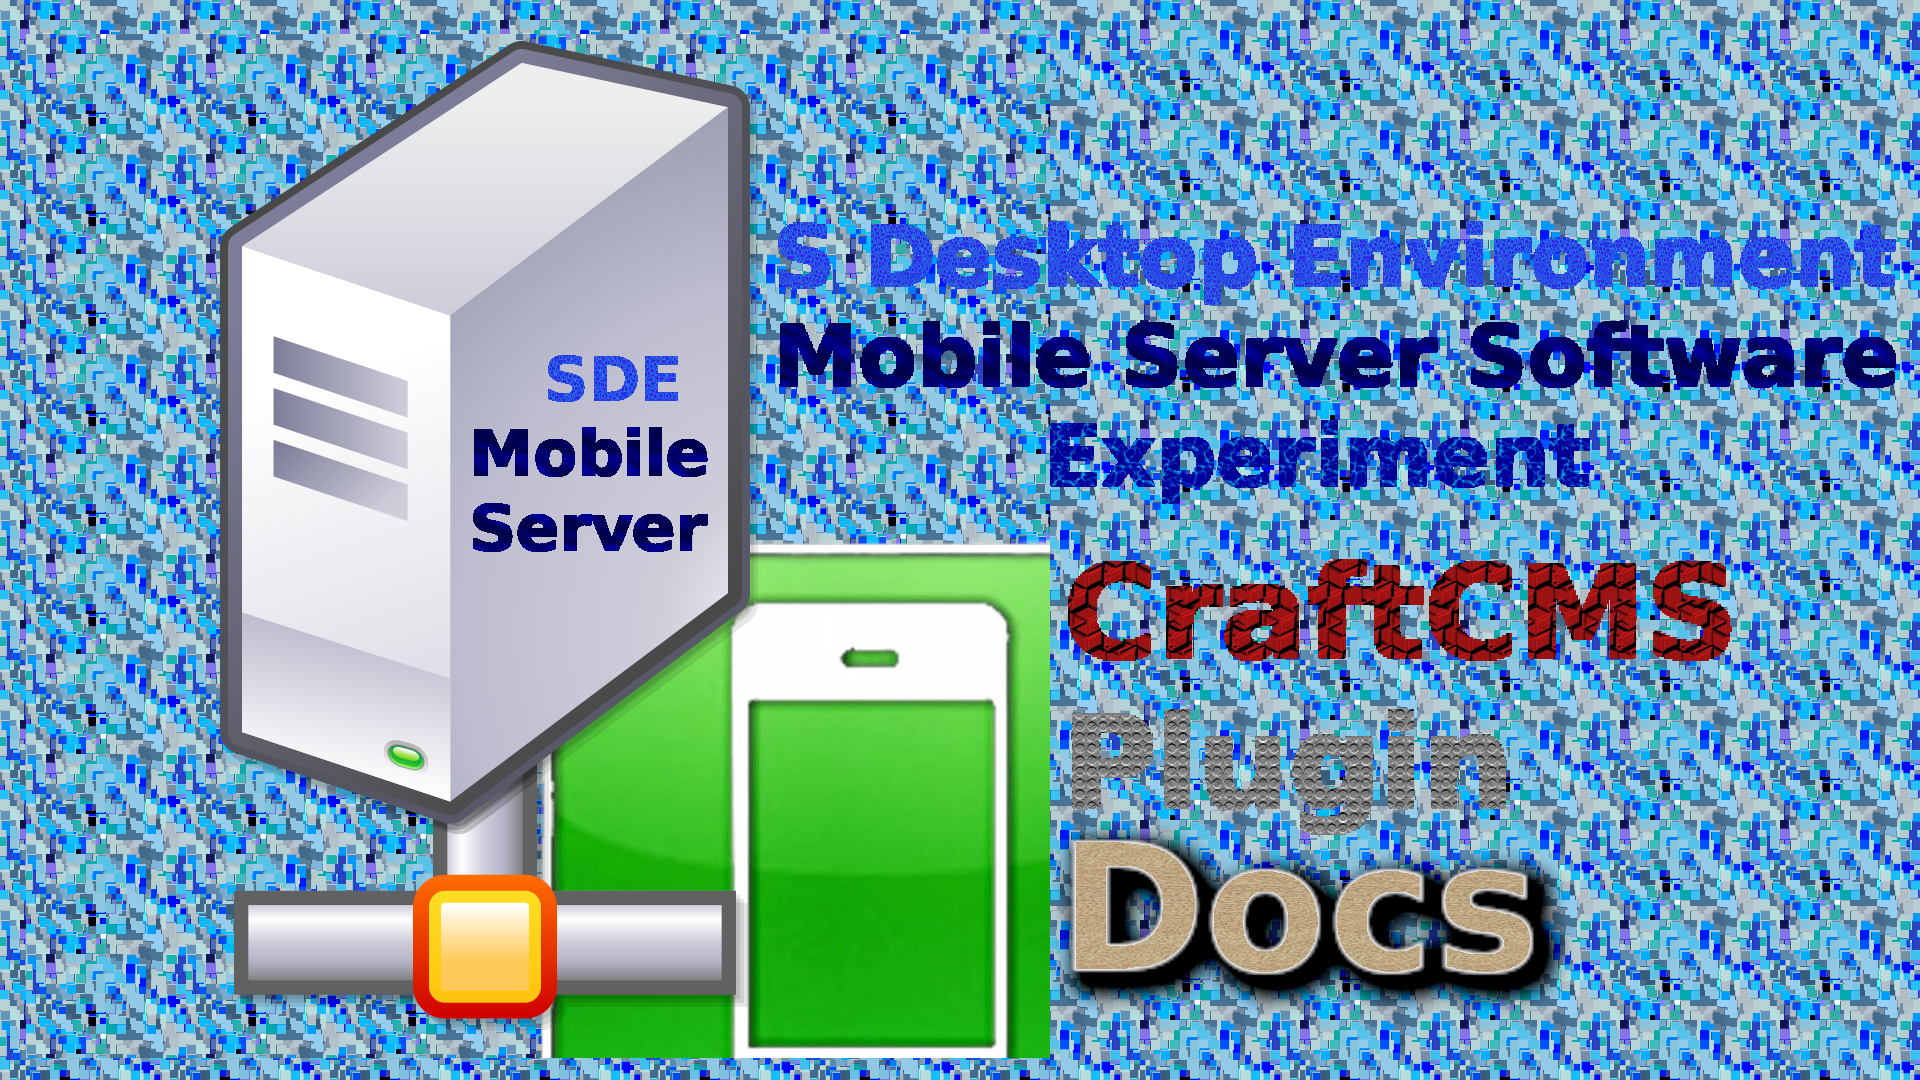 S Desktop Environment
Mobile Server Software
Experiment
SDE
Mobile
Server
CraftCMS
Plugin
Docs